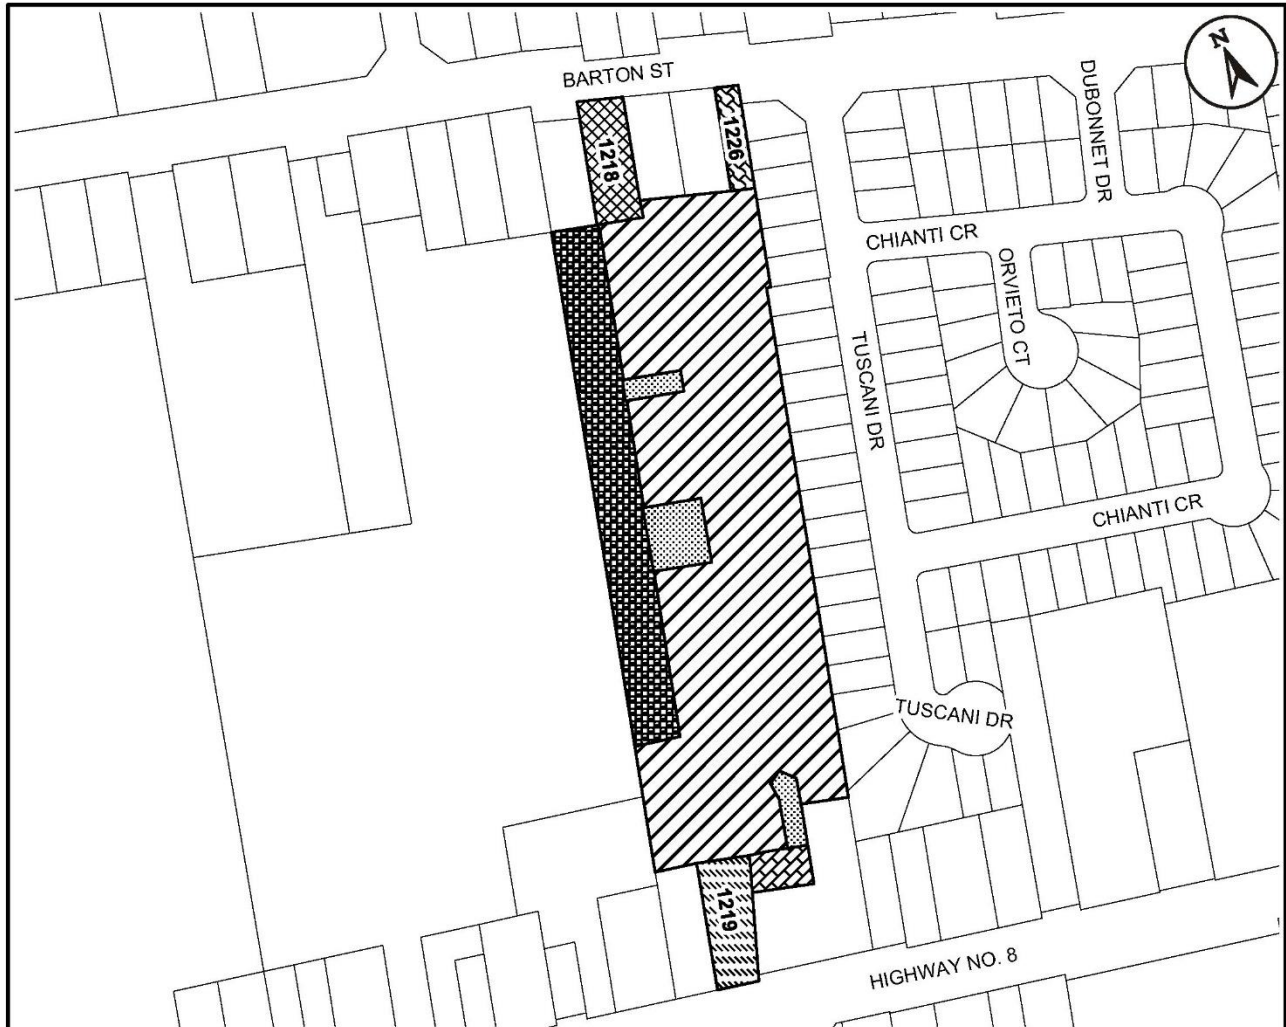 N
BARTON ST
DUBONNET DR
1218
1226
CHIANTI CR
ORVIETO CT
TUSCANI DR
CHIANTI CR
TUSCANI DR
1219
HIGHWAY NO. 8